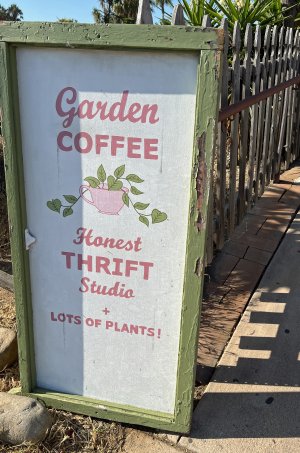 Garden
COFFEE
Honest
THRIFT
Studio
+
LOTS OF PLANTS!